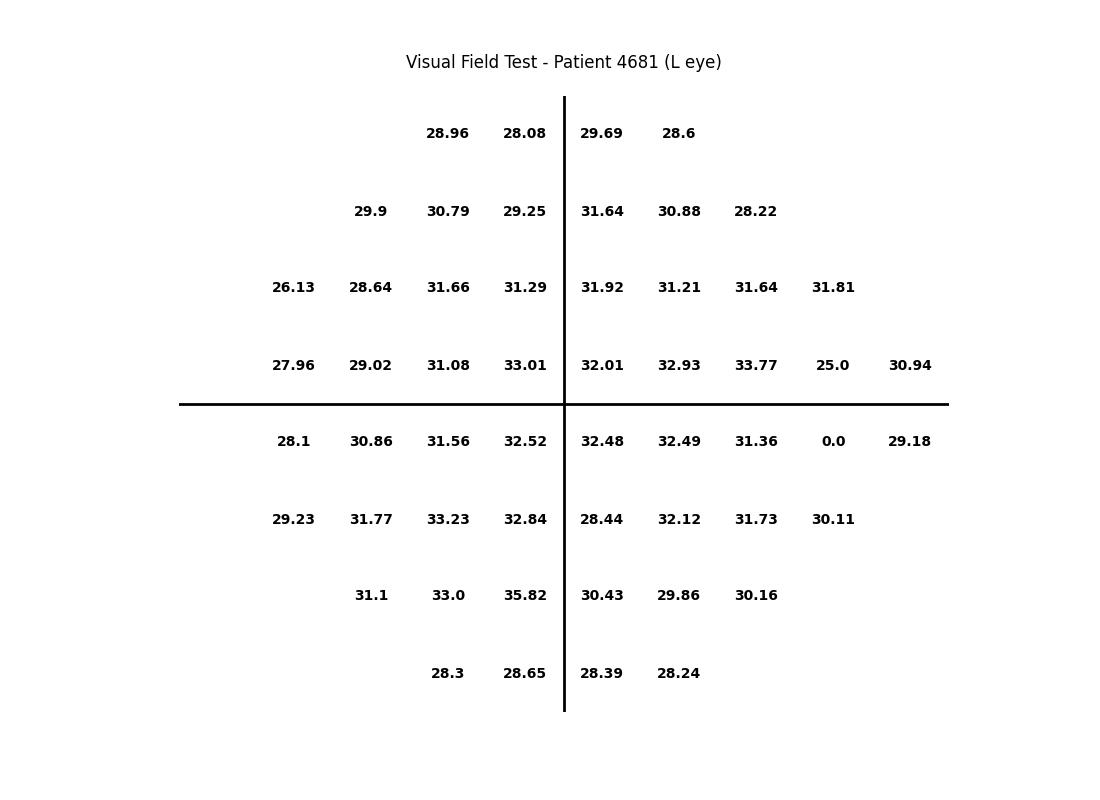 Visual Field Test - Patient 4681 (L eye)
28.96 28.08 29.69 28.6
29.9 30.79 29.25 31.64 30.88 28.22
26.13 28.64 31.66 31.29 31.92 31.21 31.64 31.81
27.96 29.02 31.08 33.01 32.01 32.93 33.77 25.0 30.94
28.1 30.86 31.56 32.52 32.48 32.49 31.36 0.0 29.18
29.23 31.77 33.23 32.84 28.44 32.12 31.73 30.11
31.1 33.0 35.82 30.43 29.86 30.16
28.3 28.65 28.39 28.24